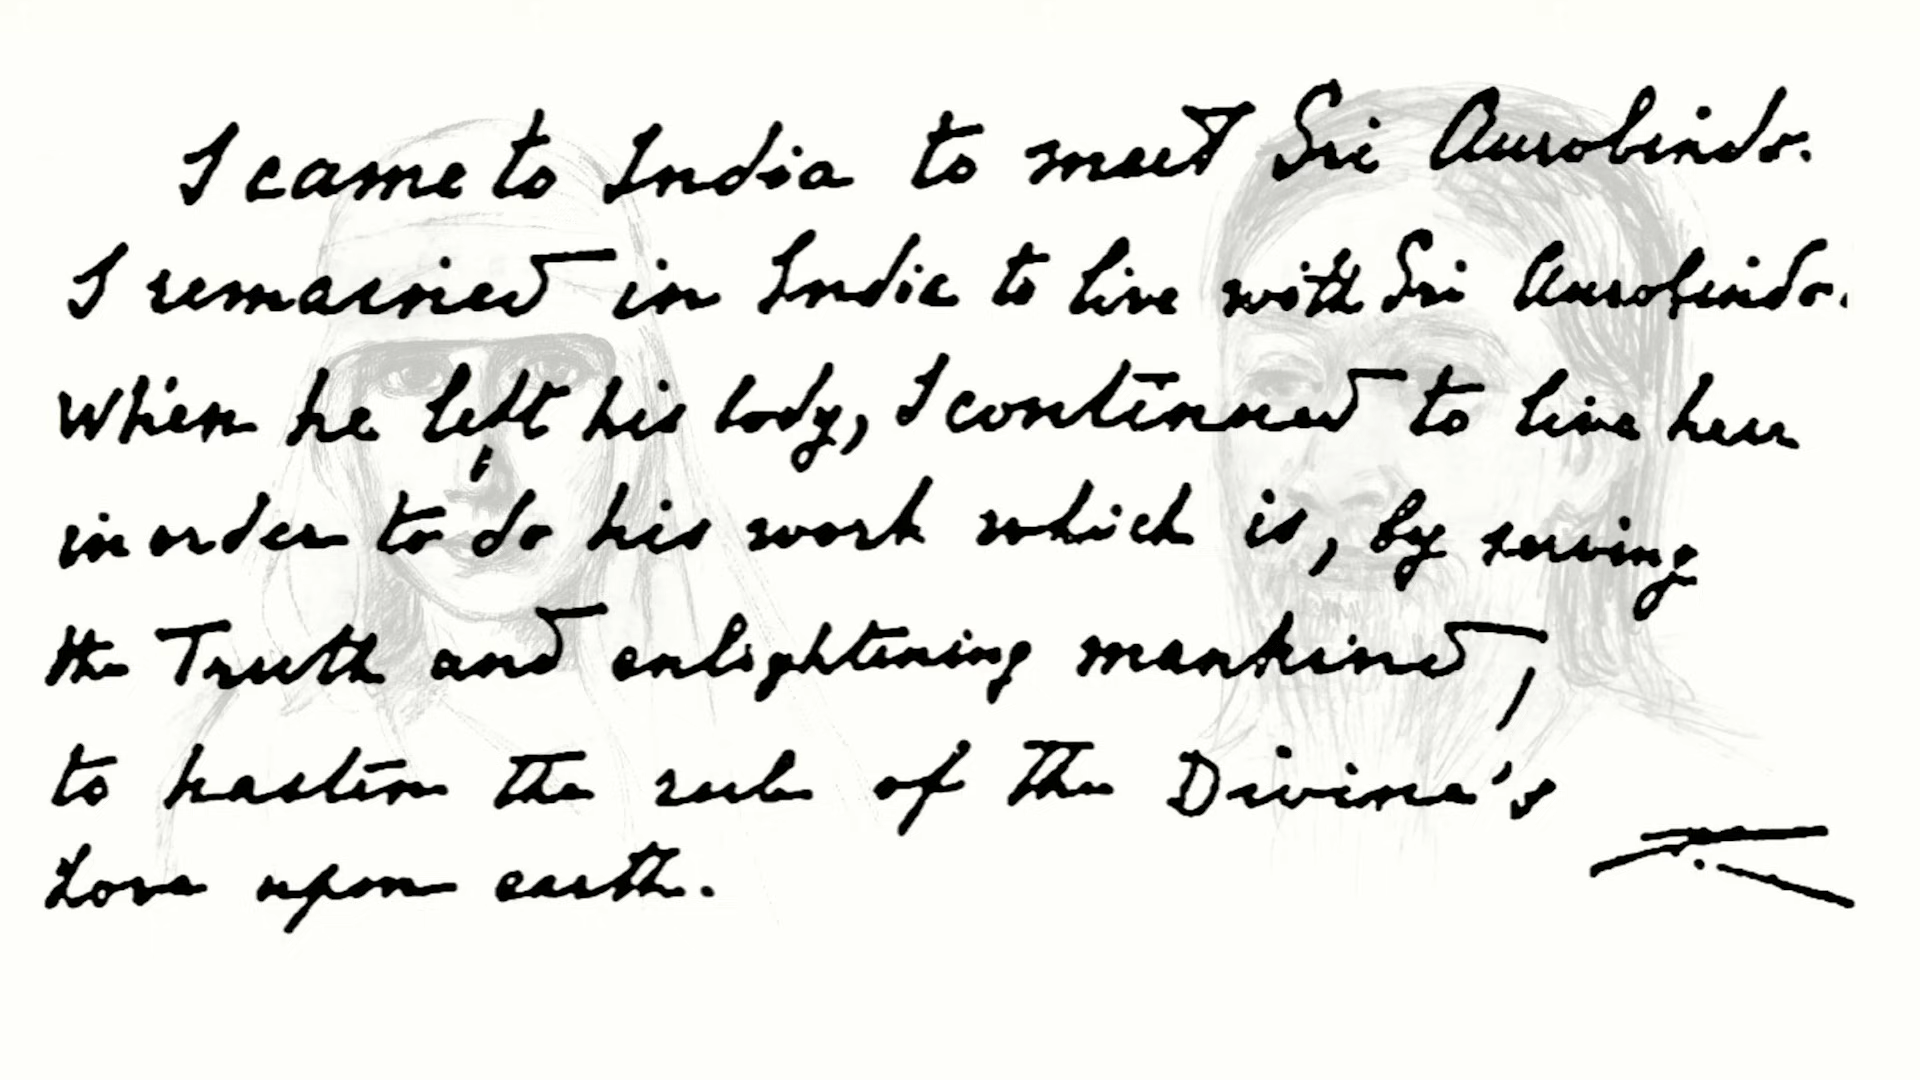 I came to India to meet Sri Aurobindo.
I remained in India to live with Sri Aurobindo.
When he left his body, I continued to live here
in order to do his work which is, by serving
the Truth and enlightening mankind,
to hasten the rule of the Divine's
Love upon earth.